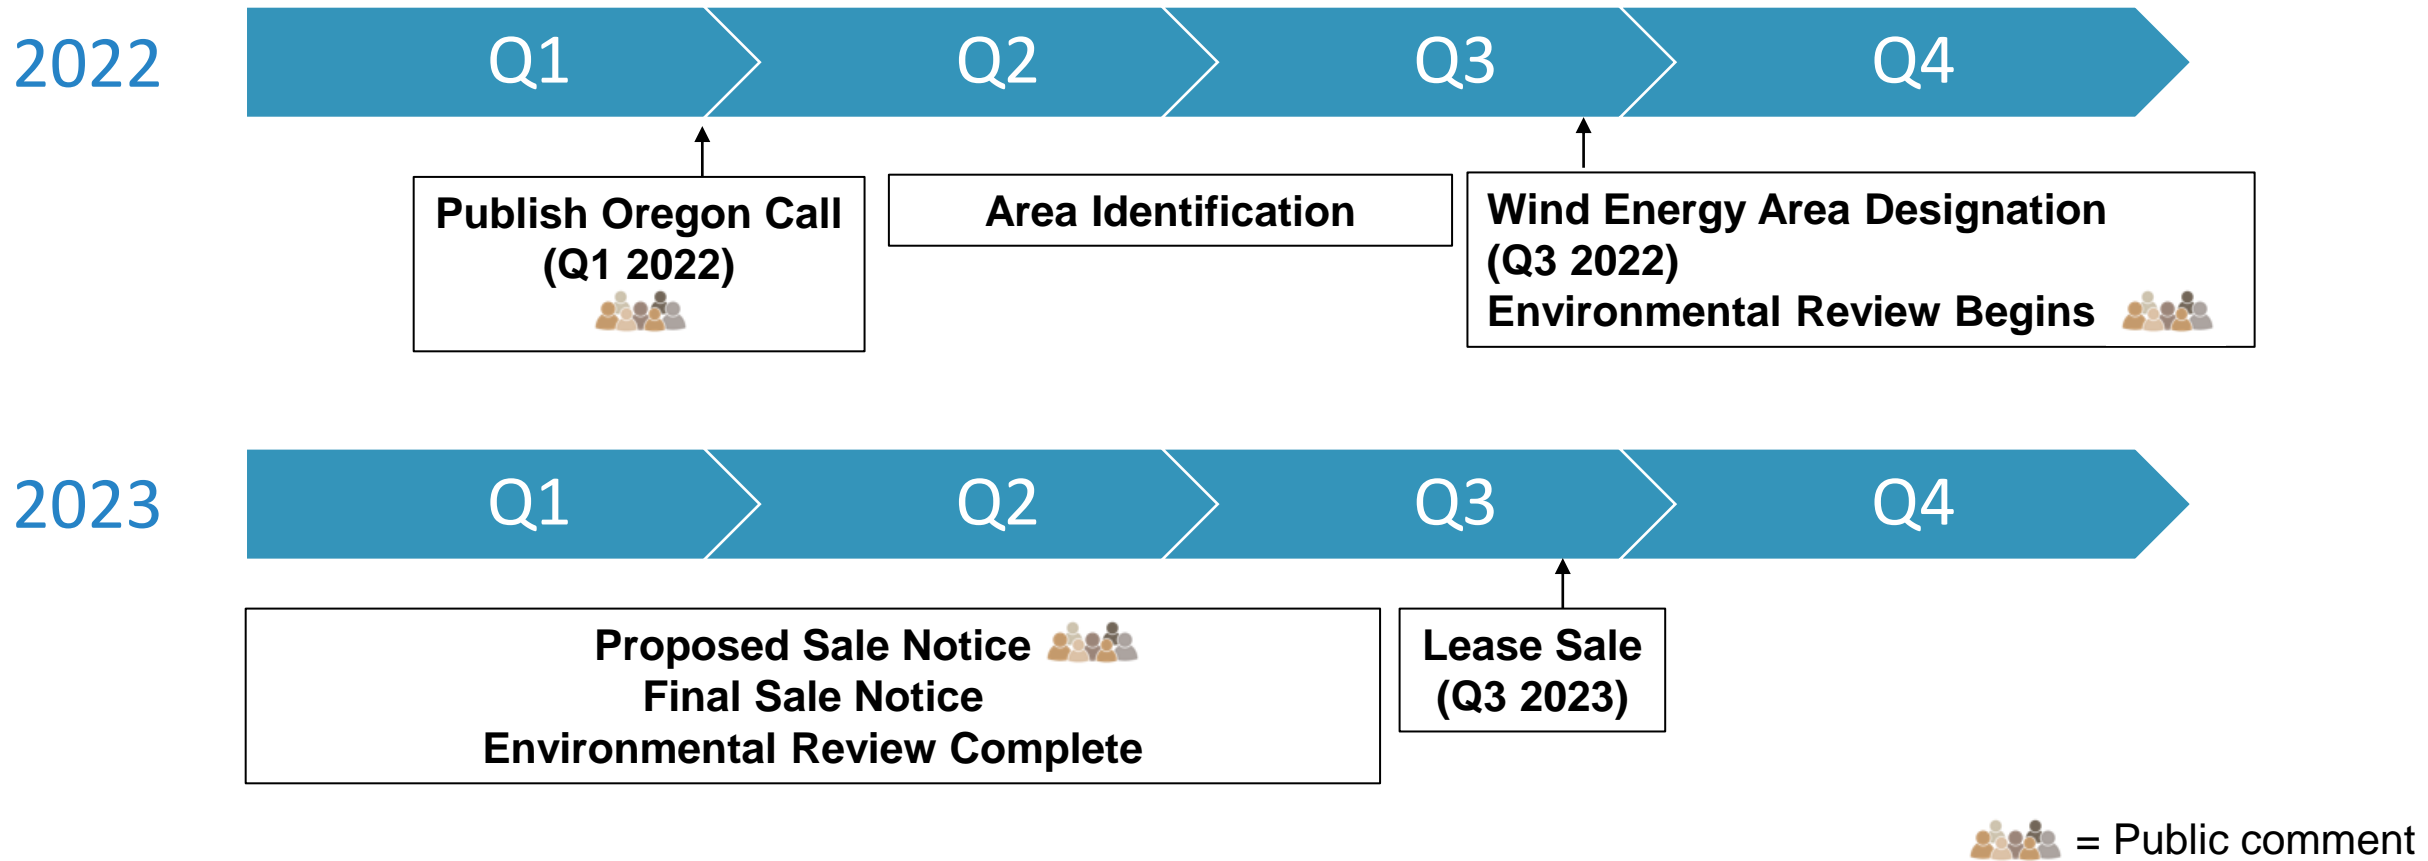 2022
Q1
Q2
Q3
Q4
Publish Oregon Call
(Q1 2022)
Area Identification
Wind Energy Area Designation
(Q3 2022)
Environmental Review Begins
2023
Q1
Q2
Q3
Q4
Proposed Sale Notice
Final Sale Notice
Environmental Review Complete
Lease Sale
(Q3 2023)
= Public comment